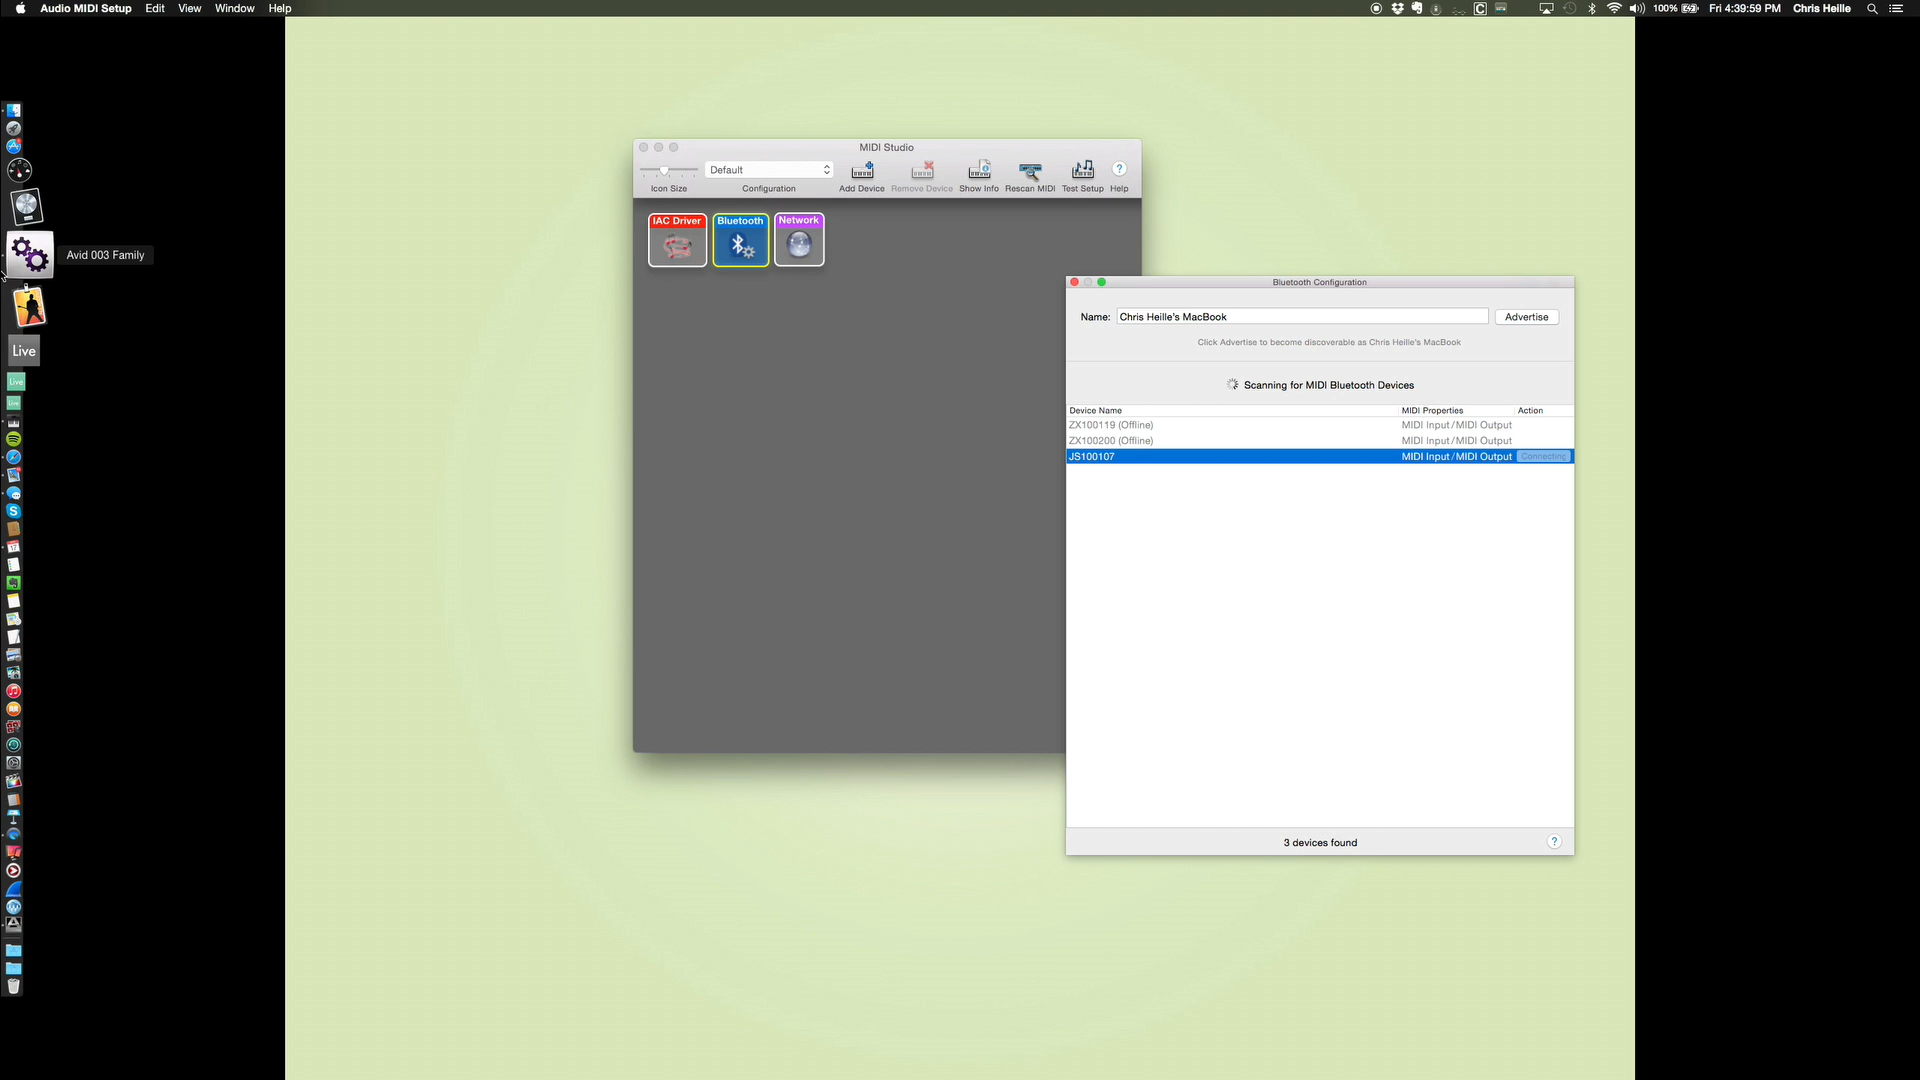 Audio MIDI Setup Edit View Window Help
100% Fri 4:39:59 PM Chris Heille
MIDI Studio
Default
Icon Size Configuration Add Device Remove Device Show Info Rescan MIDI Test Setup Help
IAC Driver Bluetooth Network
Avid 003 Family
Live
Live
Live
Bluetooth Configuration
Name: Chris Heille's MacBook Advertise
Click Advertise to become discoverable as Chris Heille's MacBook
Scanning for MIDI Bluetooth Devices
Device Name MIDI Properties Action
ZX100119 (Offline) MIDI Input/MIDI Output
ZX100200 (Offline) MIDI Input/MIDI Output
JS100107 MIDI Input/MIDI Output Connecting
3 devices found
?